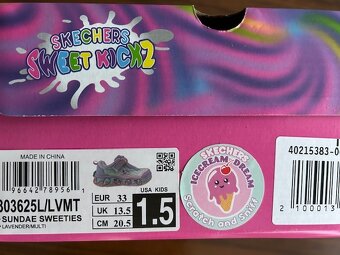 SKECHERS
SWEET KICKZ
MADE IN CHINA
USA KIDS
EUR 33
UK 13.5
CM 20.5
1.5
303625L/LVMT
SUNDAE SWEETIES
LAVENDER/MULTI
SKECHERS
ICECREAM DREAM
Scratch and Sniff
40215383-0